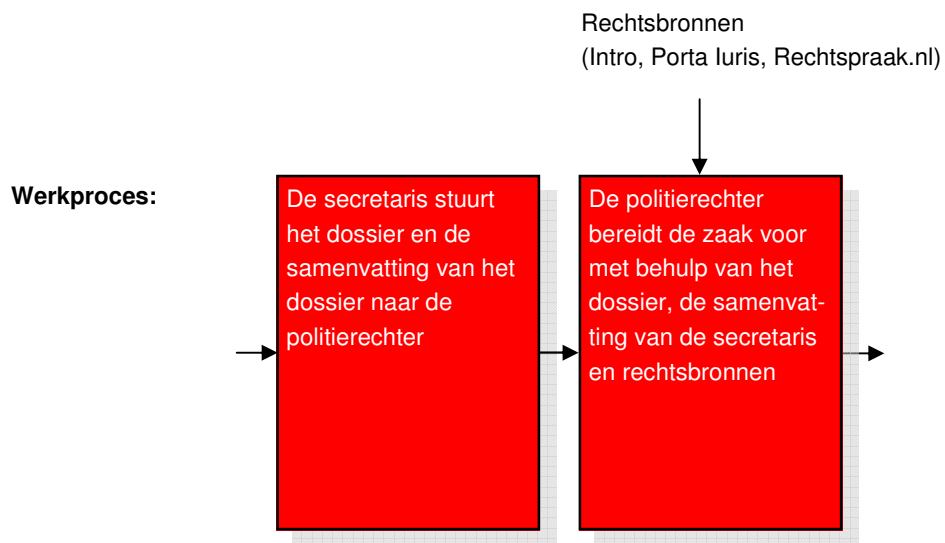 Rechtsbronnen
(Intro, Porta Iuris, Rechtspraak.nl)
Werkproces:
De secretaris stuurt
het dossier en de
samenvatting van het
dossier naar de
politierechter
De politierechter
bereidt de zaak voor
met behulp van het
dossier, de samenvat-
ting van de secretaris
en rechtsbronnen